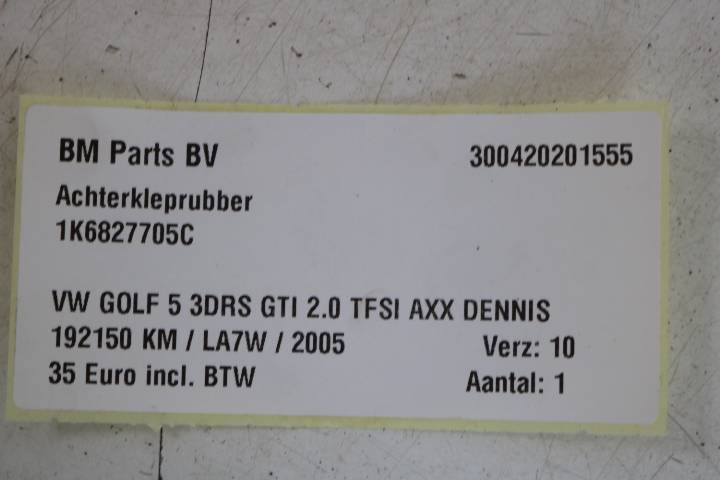 BM Parts BV 300420201555
Achterkleprubber
1K6827705C
VW GOLF 5 3DRS GTI 2.0 TFSI AXX DENNIS
192150 KM / LA7W / 2005 Verz: 10
35 Euro incl. BTW Aantal: 1